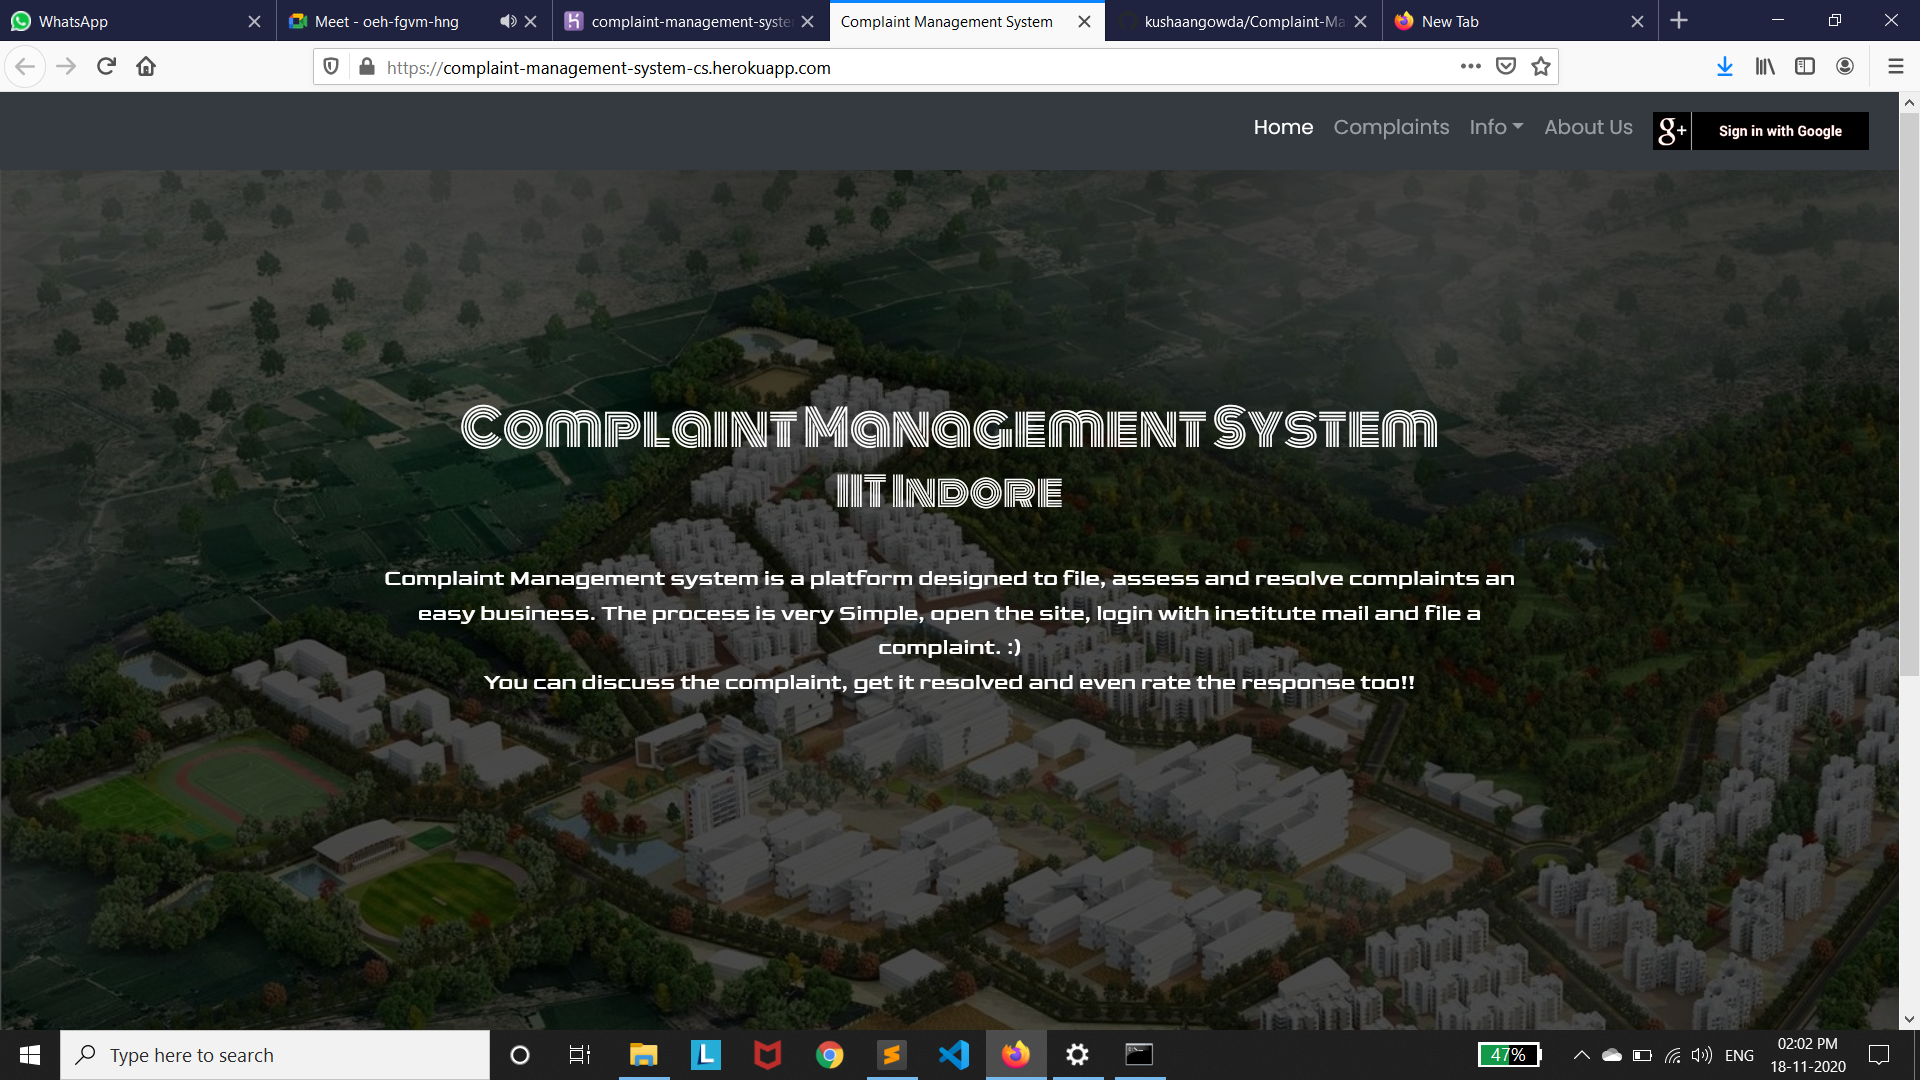 WhatsApp
Meet - oeh-fgvm-hng
complaint-management-syste
Complaint Management System
kushaangowda/Complaint-Ma
New Tab
https://complaint-management-system-cs.herokuapp.com
Home
Complaints
Info
About Us
g+
Sign in with Google
Complaint Management System
IIT Indore
Complaint Management system is a platform designed to file, assess and resolve complaints an
easy business. The process is very Simple, open the site, login with institute mail and file a
complaint. :)
You can discuss the complaint, get it resolved and even rate the response too!!
Type here to search
L
47%
ENG
02:02 PM
18-11-2020